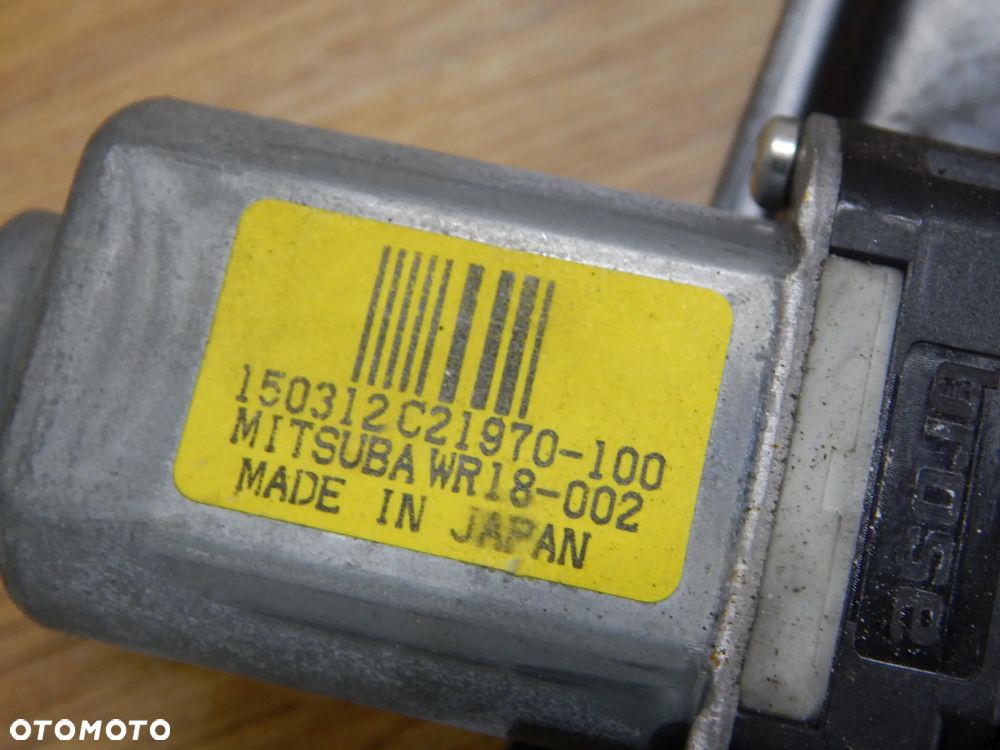 150312 C21970-100
MITSUBA WR18-002
MADE IN JAPAN
OTOMOTO